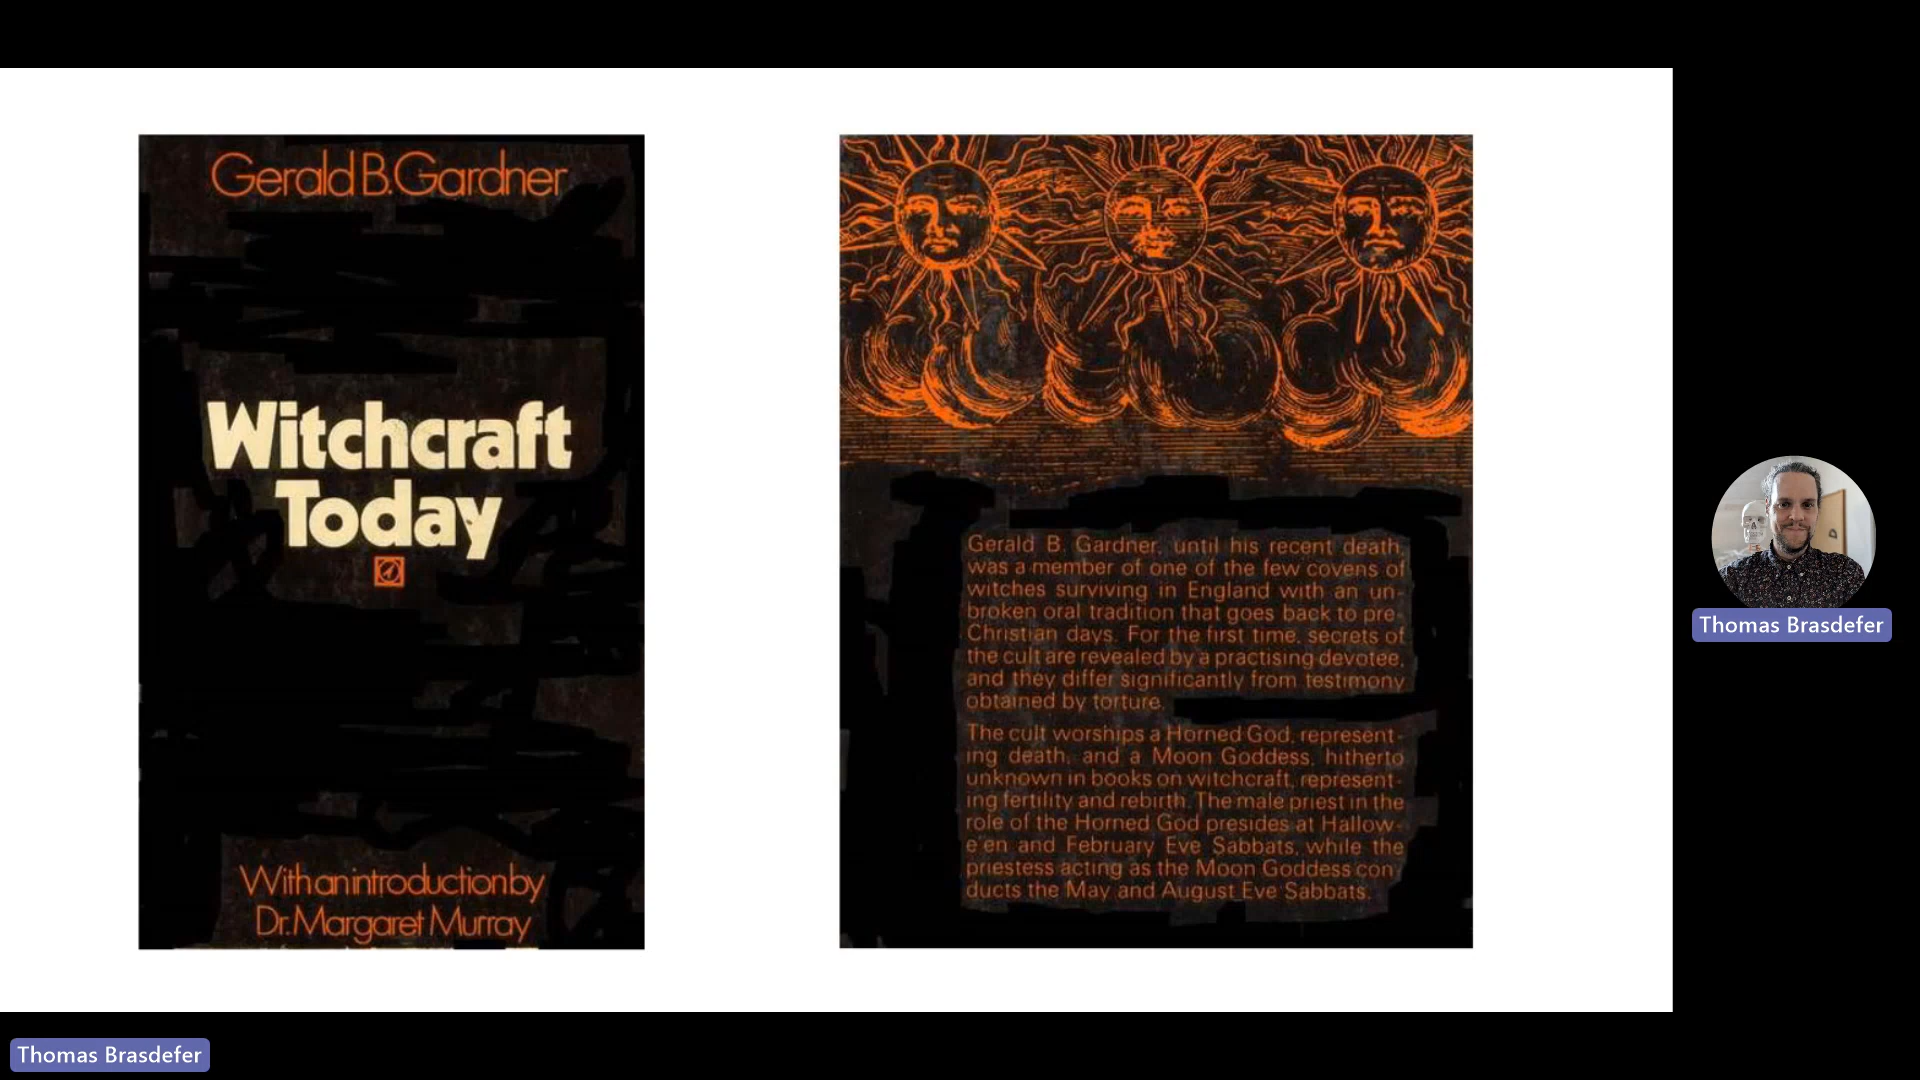 Gerald B. Gardner
Witchcraft
Today
With an introduction by
Dr. Margaret Murray
Gerald B. Gardner, until his recent death,
was a member of one of the few covens of
witches surviving in England with an un-
broken oral tradition that goes back to pre-
Christian days. For the first time, secrets of
the cult are revealed by a practising devotee,
and they differ significantly from testimony
obtained by torture.
The cult worships a Horned God, represent-
ing death, and a Moon Goddess, hitherto
unknown in books on witchcraft, represent-
ing fertility and rebirth. The male priest in the
role of the Horned God presides at Hallow-
e'en and February Eve Sabbats, while the
priestess acting as the Moon Goddess con-
ducts the May and August Eve Sabbats.
Thomas Brasdefer
Thomas Brasdefer